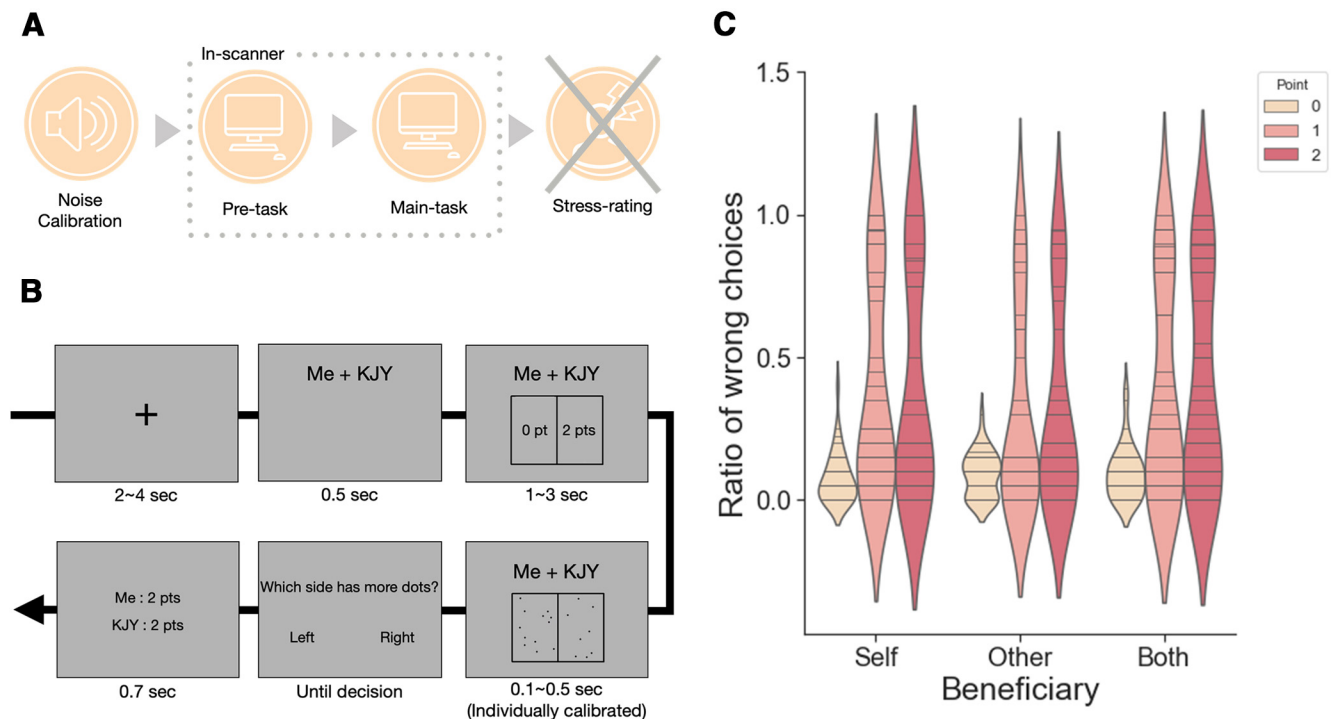 A
In-scanner
Noise
Calibration
Pre-task
Main-task
Stress-rating
B
+
2~4 sec
Me + KJY
0.5 sec
Me + KJY
0 pt
2 pts
1~3 sec
Me : 2 pts
KJY : 2 pts
0.7 sec
Which side has more dots?
Left
Right
Until decision
Me + KJY
0.1~0.5 sec
(Individually calibrated)
C
Ratio of wrong choices
1.5
1.0
0.5
0.0
Self
Other
Both
Beneficiary
Point
0
1
2